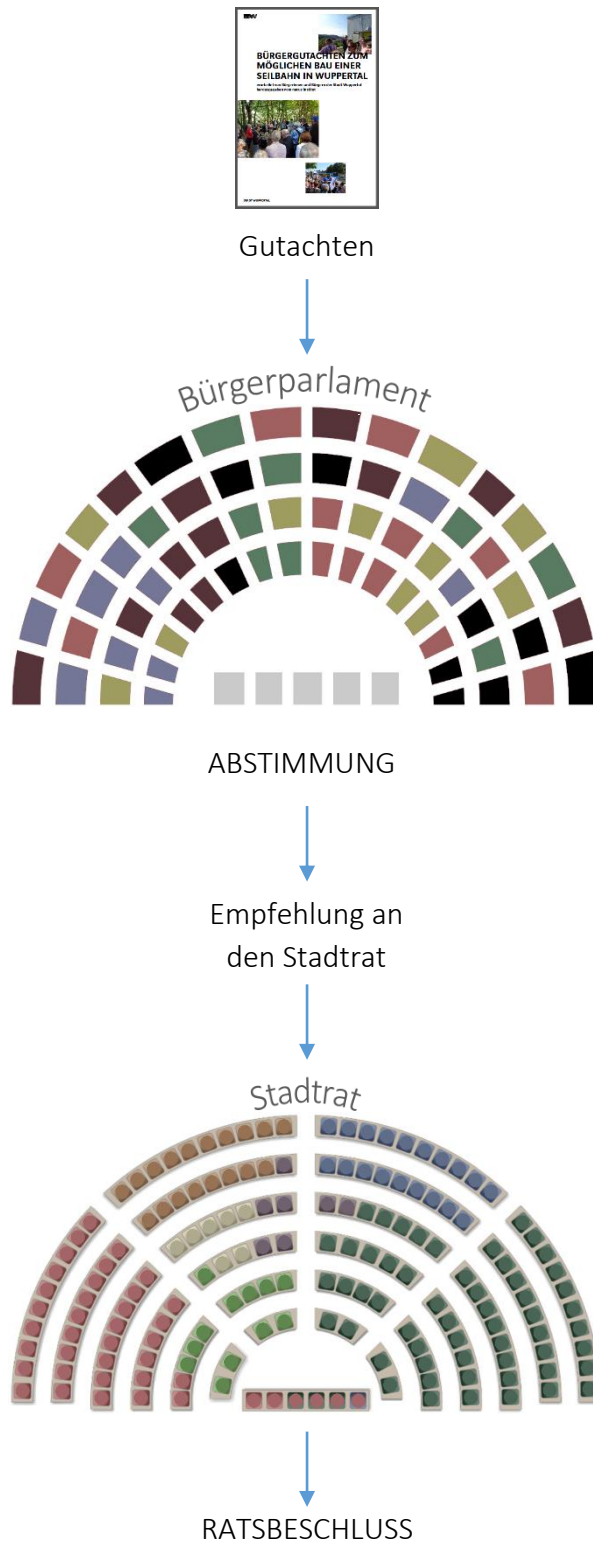 BÜRGERGUTACHTEN ZUM
MÖGLICHEN BAU EINER
SEILBAHN IN WUPPERTAL
Gutachten
Bürgerparlament
ABSTIMMUNG
Empfehlung an
den Stadtrat
Stadtrat
RATSBESCHLUSS